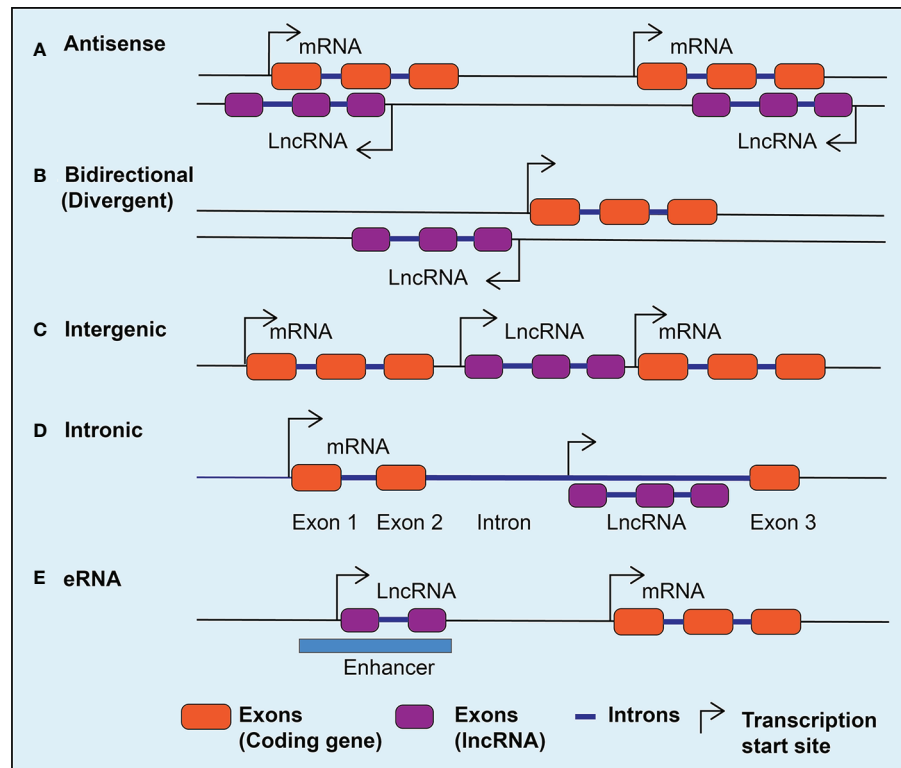 A Antisense
mRNA mRNA
LncRNA LncRNA
B Bidirectional
(Divergent)
LncRNA
C Intergenic
mRNA LncRNA mRNA
D Intronic
mRNA
Exon 1 Exon 2 Intron LncRNA Exon 3
E eRNA
LncRNA mRNA
Enhancer
Exons Exons Introns Transcription
(Coding gene) (lncRNA) start site